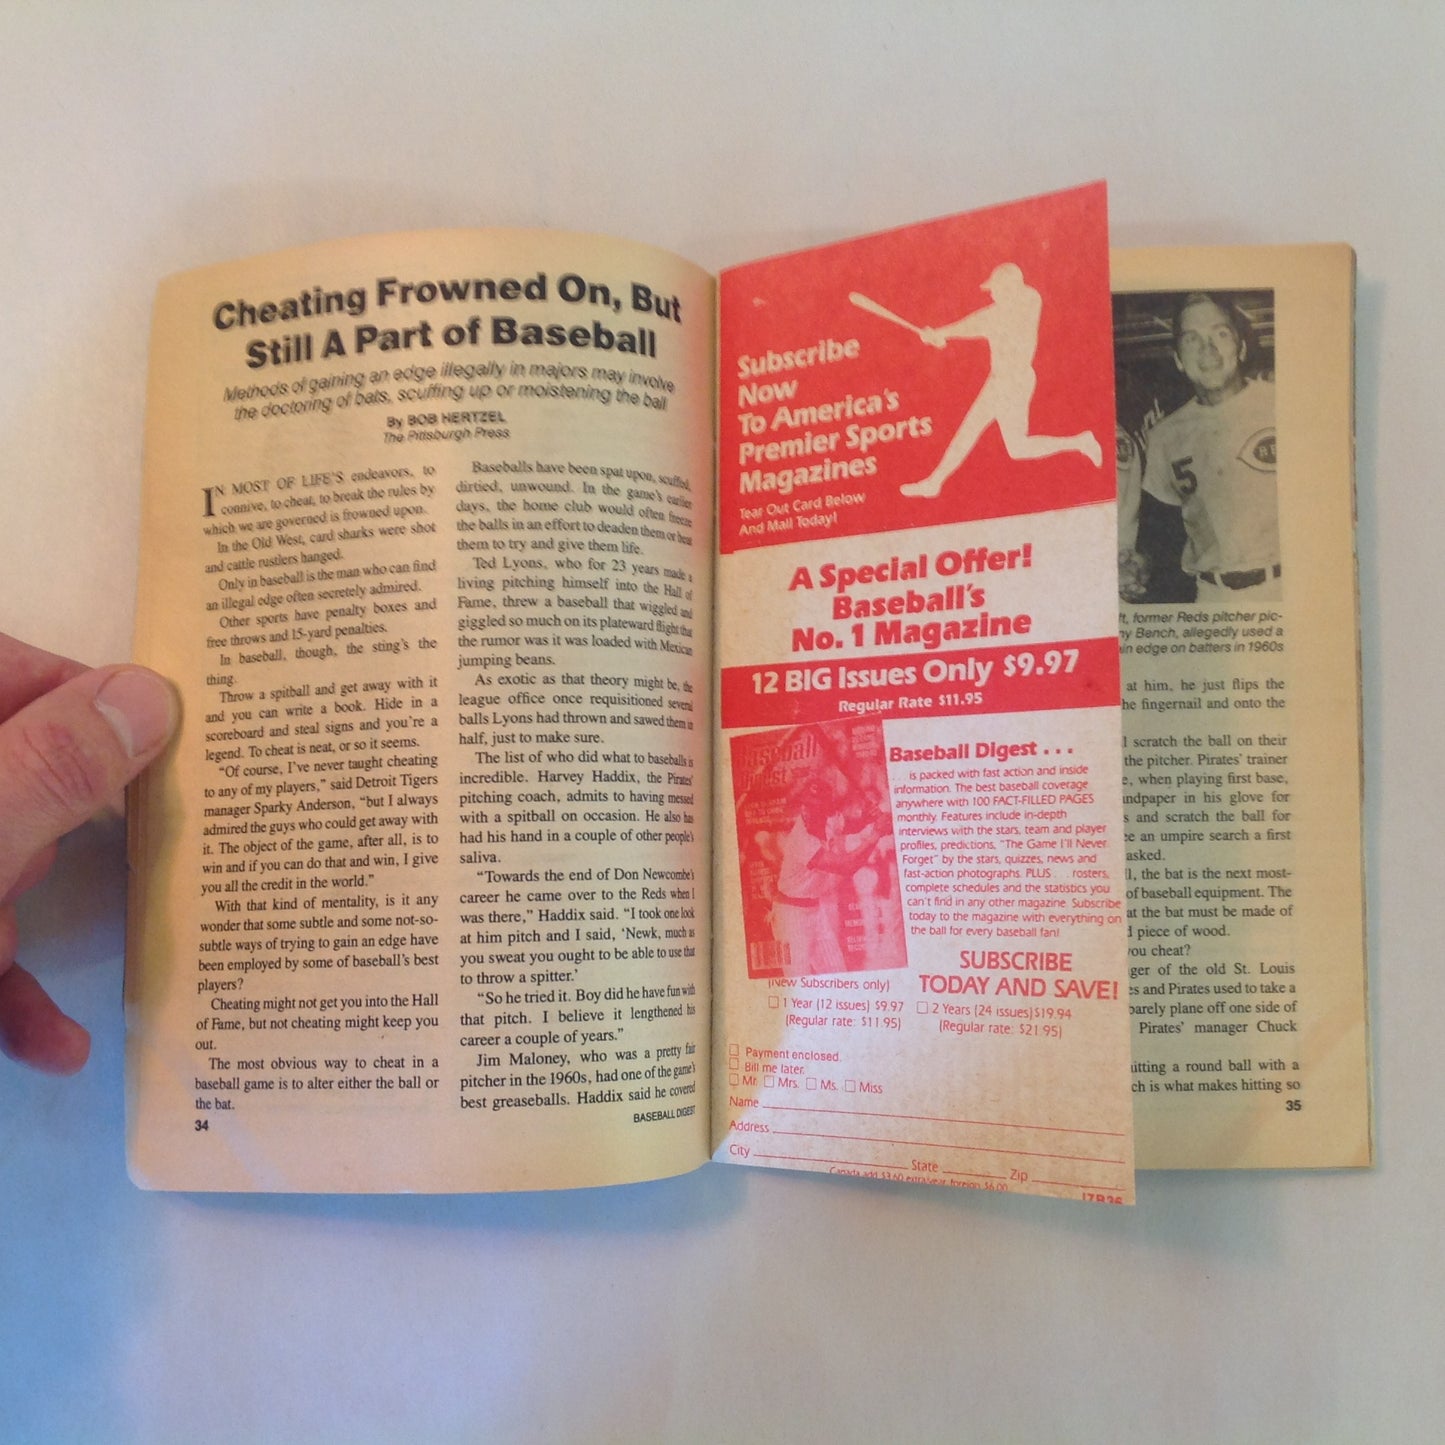 Cheating Frowned On, But
Still A Part of Baseball
Methods of gaining an edge illegally in majors may involve
the doctoring of bats, scuffing up or moistening the ball
By BOB HERTZEL
The Pittsburgh Press
IN MOST OF LIFE'S endeavors, to
connive, to cheat, to break the rules by
which we are governed is frowned upon.
In the Old West, card sharks were shot
and cattle rustlers hanged.
Only in baseball is the man who can find
an illegal edge often secretely admired.
Other sports have penalty boxes and
free throws and 15-yard penalties.
In baseball, though, the sting's the
thing.
Throw a spitball and get away with it
and you can write a book. Hide in a
scoreboard and steal signs and you're a
legend. To cheat is neat, or so it seems.
"Of course, I've never taught cheating
to any of my players," said Detroit Tigers
manager Sparky Anderson, "but I always
admired the guys who could get away with
it. The object of the game, after all, is to
win and if you can do that and win, I give
you all the credit in the world."
With that kind of mentality, is it any
wonder that some subtle and some not-so-
subtle ways of trying to gain an edge have
been employed by some of baseball's best
players?
Cheating might not get you into the Hall
of Fame, but not cheating might keep you
out.
The most obvious way to cheat in a
baseball game is to alter either the ball or
the bat.
34
Baseballs have been spat upon, scuffed,
dirtied, unwound. In the game's earlier
days, the home club would often freeze
the balls in an effort to deaden them or heat
them to try and give them life.
Ted Lyons, who for 23 years made a
living pitching himself into the Hall of
Fame, threw a baseball that wiggled and
giggled so much on its plateward flight that
the rumor was it was loaded with Mexican
jumping beans.
As exotic as that theory might be, the
league office once requisitioned several
balls Lyons had thrown and sawed them in
half, just to make sure.
The list of who did what to baseballs is
incredible. Harvey Haddix, the Pirates'
pitching coach, admits to having messed
with a spitball on occasion. He also has
had his hand in a couple of other people's
saliva.
"Towards the end of Don Newcombe's
career he came over to the Reds when I
was there," Haddix said. "I took one look
at him pitch and I said, 'Newk, much as
you sweat you ought to be able to use that
to throw a spitter.'
"So he tried it. Boy did he have fun with
that pitch. I believe it lengthened his
career a couple of years."
Jim Maloney, who was a pretty fair
pitcher in the 1960s, had one of the game's
best greaseballs. Haddix said he covered
BASEBALL DIGEST
Subscribe
Now
To America's
Premier Sports
Magazines
Tear Out Card Below
And Mail Today!
A Special Offer!
Baseball's
No. 1 Magazine
12 BIG Issues Only $9.97
Regular Rate $11.95
Baseball
Digest
Baseball Digest . . .
. . . is packed with fast action and inside
information. The best baseball coverage
anywhere with 100 FACT-FILLED PAGES
monthly. Features include in-depth
interviews with the stars, team and player
profiles, predictions, "The Game I'll Never
Forget" by the stars, quizzes, news and
fast-action photographs. PLUS . . . rosters,
complete schedules and the statistics you
can't find in any other magazine. Subscribe
today to the magazine with everything on
the ball for every baseball fan!
SUBSCRIBE
TODAY AND SAVE!
(New Subscribers only)
1 Year (12 issues) $9.97
(Regular rate: $11.95)
2 Years (24 issues) $19.94
(Regular rate: $21.95)
Payment enclosed.
Bill me later.
Mr. Mrs. Ms. Miss
Name
Address
City State Zip
Canada add $3.60 extra/year, foreign $6.00
J7B36
5
ft, former Reds pitcher pic-
ny Bench, allegedly used a
in edge on batters in 1960s
at him, he just flips the
he fingernail and onto the
l scratch the ball on their
the pitcher. Pirates' trainer
e, when playing first base,
ndpaper in his glove for
s and scratch the ball for
ee an umpire search a first
asked.
l, the bat is the next most-
of baseball equipment. The
at the bat must be made of
d piece of wood.
you cheat?
ger of the old St. Louis
es and Pirates used to take a
barely plane off one side of
Pirates' manager Chuck
hitting a round ball with a
ch is what makes hitting so
35